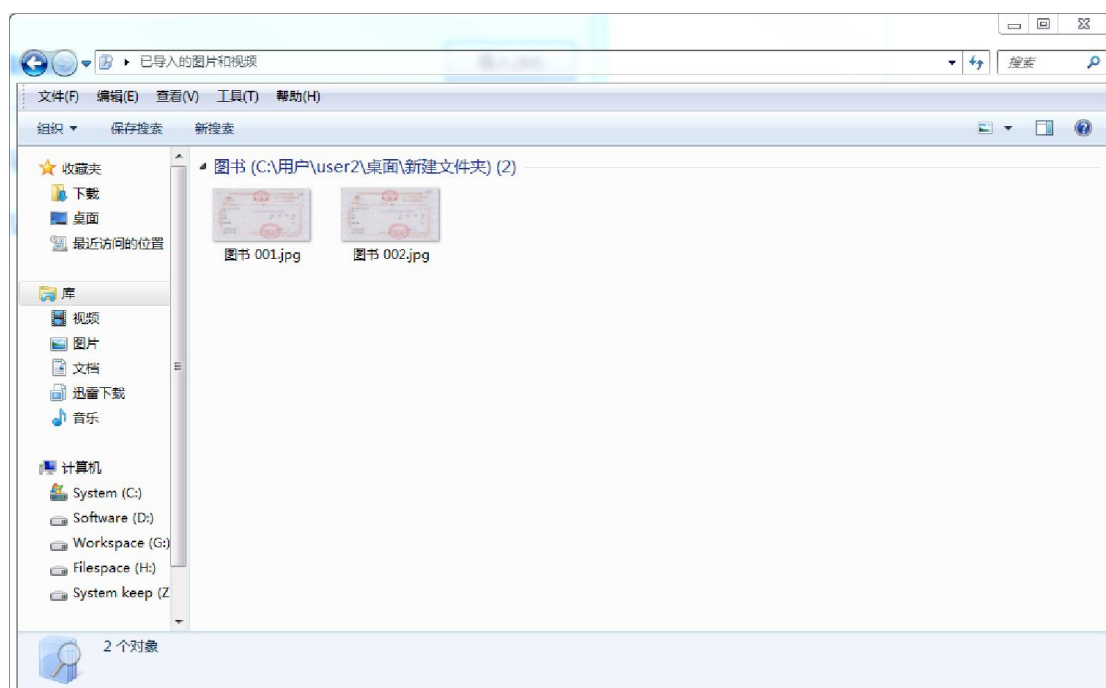 已导入的图片和视频
搜索
文件(F) 编辑(E) 查看(V) 工具(T) 帮助(H)
组织 保存搜索 新搜索
收藏夹
下载
桌面
最近访问的位置
库
视频
图片
文档
迅雷下载
音乐
计算机
System (C:)
Software (D:)
Workspace (G:)
Filespace (H:)
System keep (Z
图书 (C:\用户\user2\桌面\新建文件夹) (2)
图书 001.jpg 图书 002.jpg
2 个对象